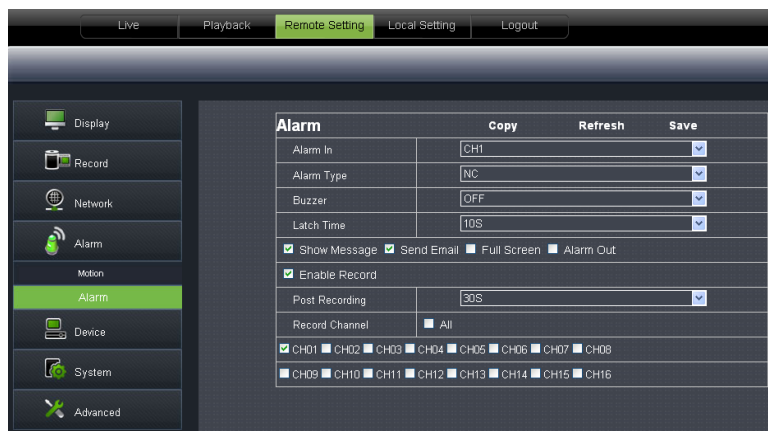 Live Playback Remote Setting Local Setting Logout
Display
Record
Network
Alarm
Motion
Alarm
Device
System
Advanced
Alarm Copy Refresh Save
Alarm In CH1
Alarm Type NC
Buzzer OFF
Latch Time 10S
Show Message Send Email Full Screen Alarm Out
Enable Record
Post Recording 30S
Record Channel All
CH01 CH02 CH03 CH04 CH05 CH06 CH07 CH08
CH09 CH10 CH11 CH12 CH13 CH14 CH15 CH16